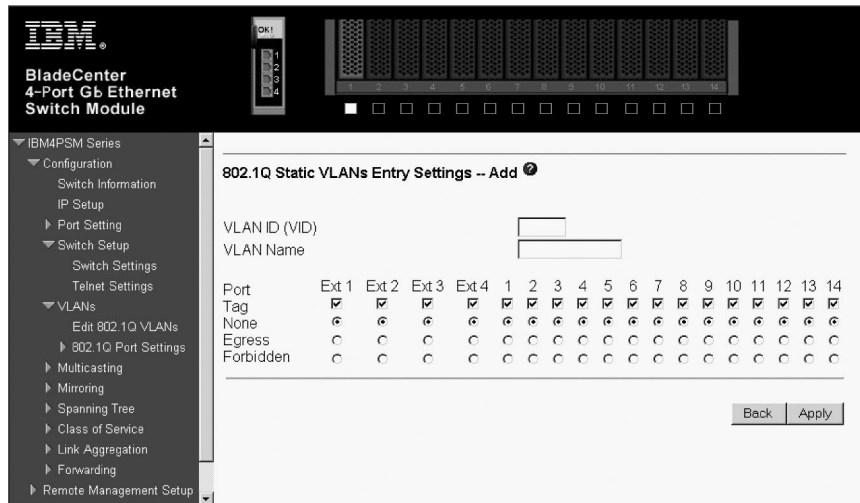 IBM®
BladeCenter
4-Port Gb Ethernet
Switch Module
OK!
1
2
3
4
1 2 3 4 5 6 7 8 9 10 11 12 13 14
IBM4PSM Series
Configuration
Switch Information
IP Setup
Port Setting
Switch Setup
Switch Settings
Telnet Settings
VLANs
Edit 802.1Q VLANs
802.1Q Port Settings
Multicasting
Mirroring
Spanning Tree
Class of Service
Link Aggregation
Forwarding
Remote Management Setup
802.1Q Static VLANs Entry Settings -- Add ?
VLAN ID (VID)
VLAN Name
Port Ext 1 Ext 2 Ext 3 Ext 4 1 2 3 4 5 6 7 8 9 10 11 12 13 14
Tag
None
Egress
Forbidden
Back Apply